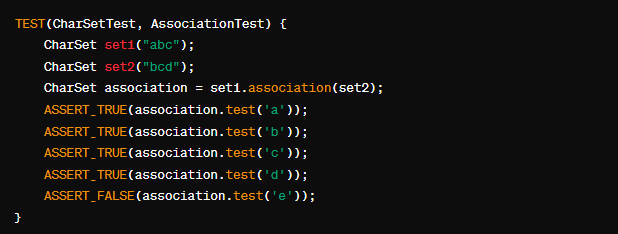 TEST(CharSetTest, AssociationTest) {
    CharSet set1("abc");
    CharSet set2("bcd");
    CharSet association = set1.association(set2);
    ASSERT_TRUE(association.test('a'));
    ASSERT_TRUE(association.test('b'));
    ASSERT_TRUE(association.test('c'));
    ASSERT_TRUE(association.test('d'));
    ASSERT_FALSE(association.test('e'));
}